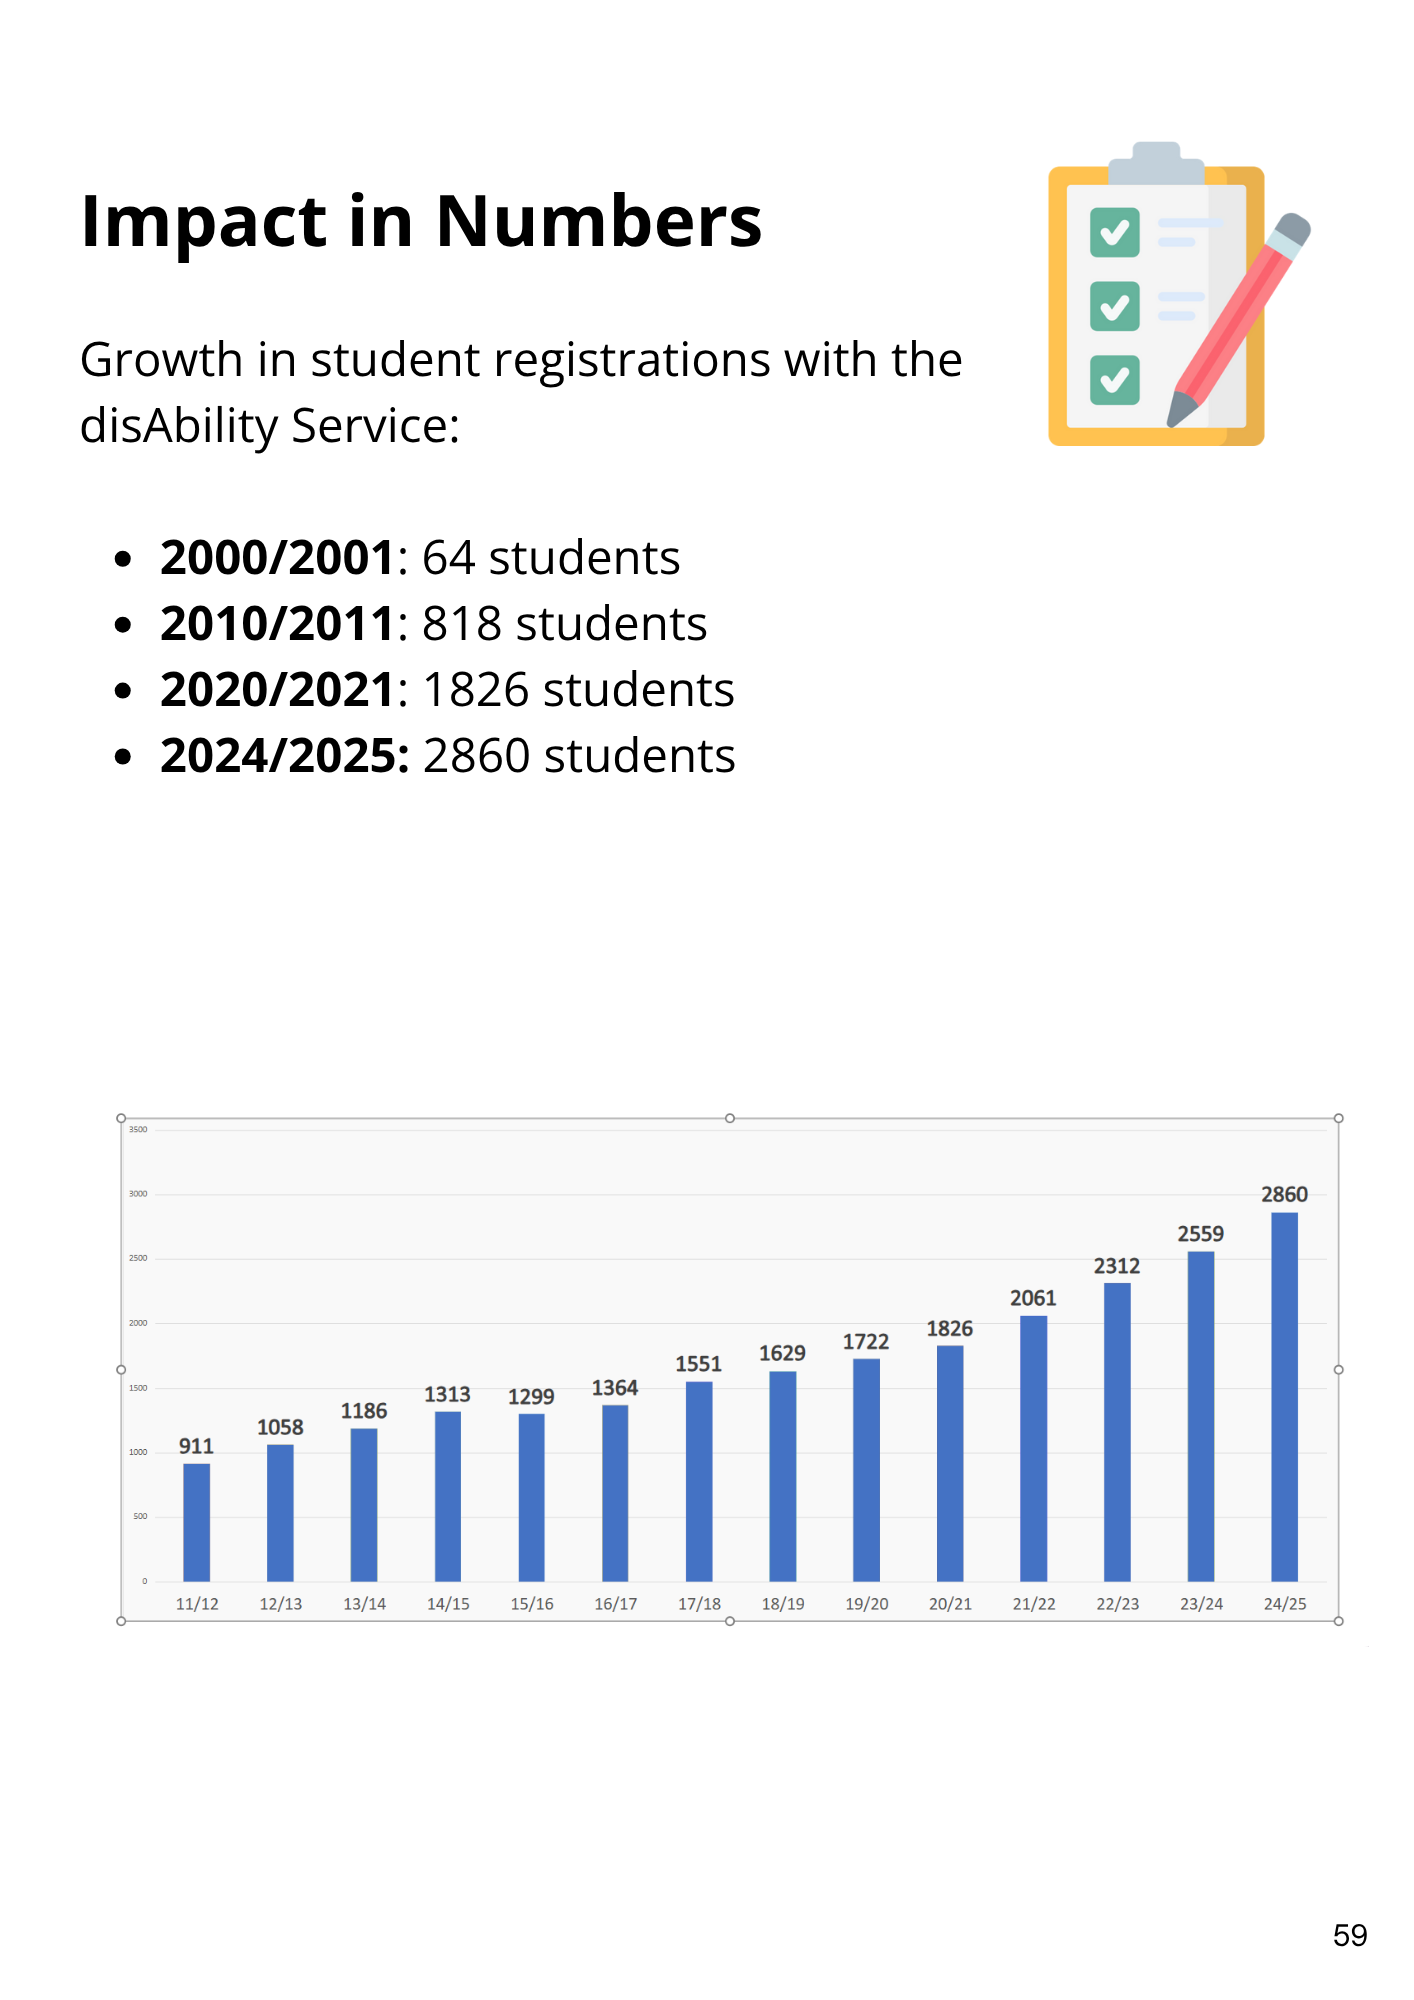 Impact in Numbers
Growth in student registrations with the
disAbility Service:
• 2000/2001: 64 students
• 2010/2011: 818 students
• 2020/2021: 1826 students
• 2024/2025: 2860 students
3500
3000
2500
2000
1500
1000
500
0
911
1058
1186
1313
1299
1364
1551
1629
1722
1826
2061
2312
2559
2860
11/12 12/13 13/14 14/15 15/16 16/17 17/18 18/19 19/20 20/21 21/22 22/23 23/24 24/25
59